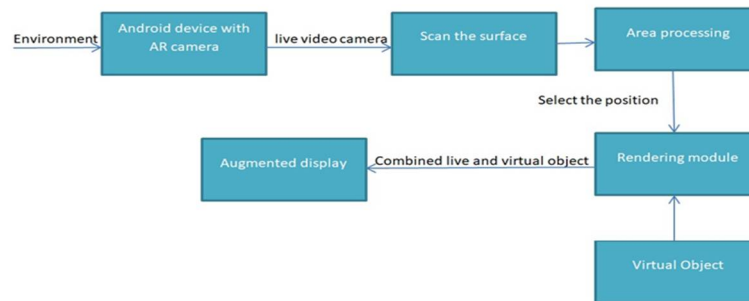 Environment
Android device with
AR camera
live video camera
Scan the surface
Area processing
Select the position
Rendering module
Combined live and virtual object
Augmented display
Virtual Object